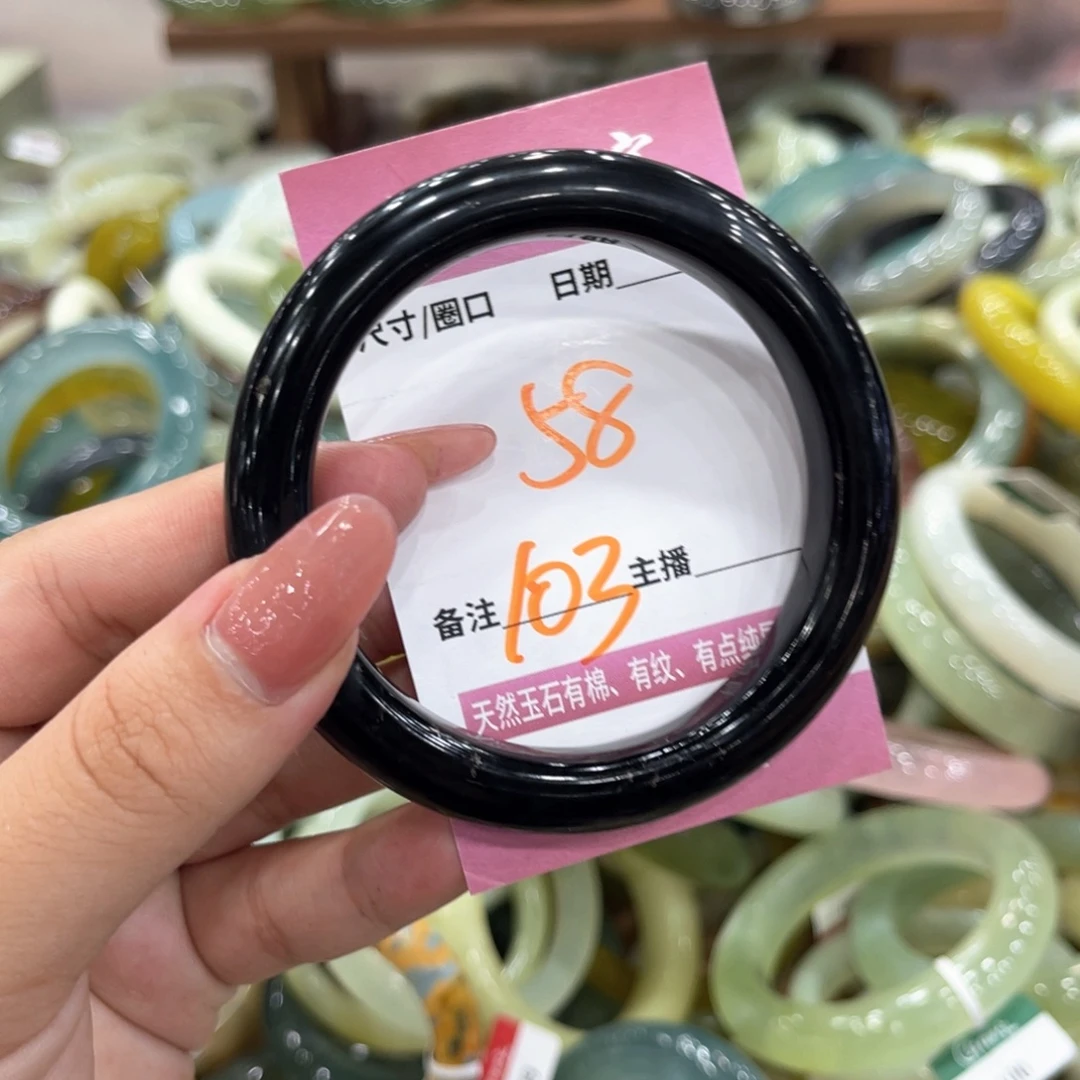 尺寸/圈口 日期
58
备注 103 主播
天然玉石有棉、有纹、有点纯